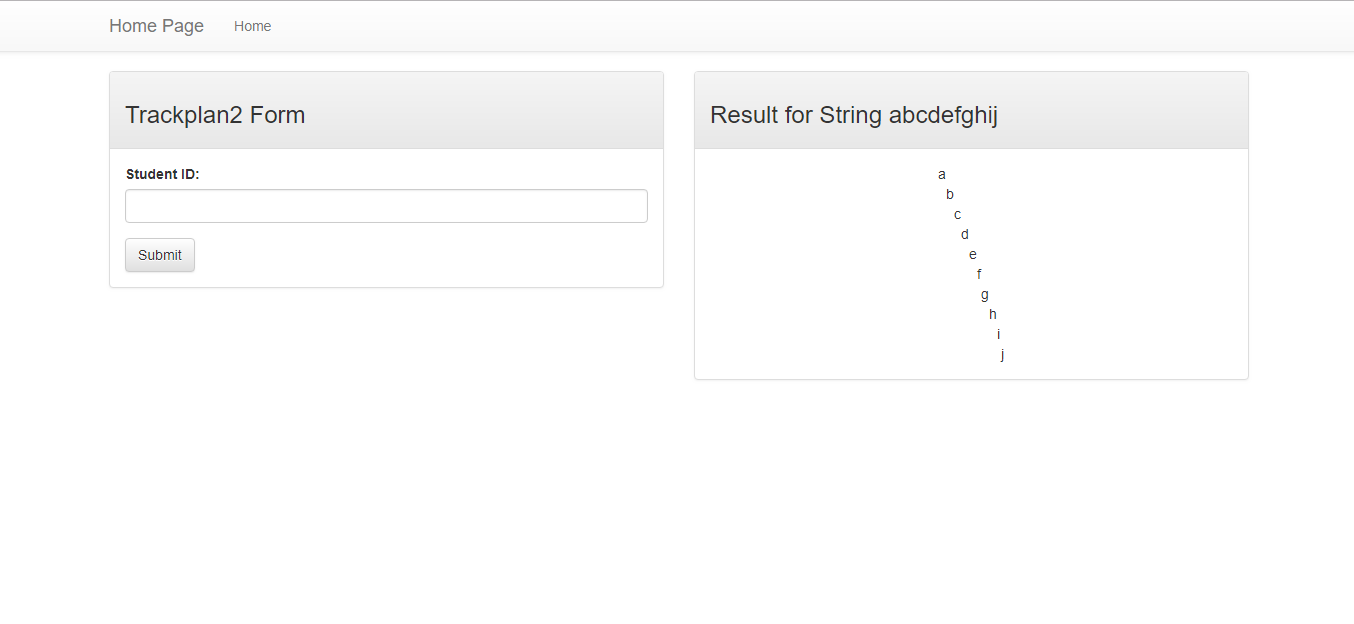 Home Page Home
Trackplan2 Form
Student ID:
Submit
Result for String abcdefghij
a
b
c
d
e
f
g
h
i
j